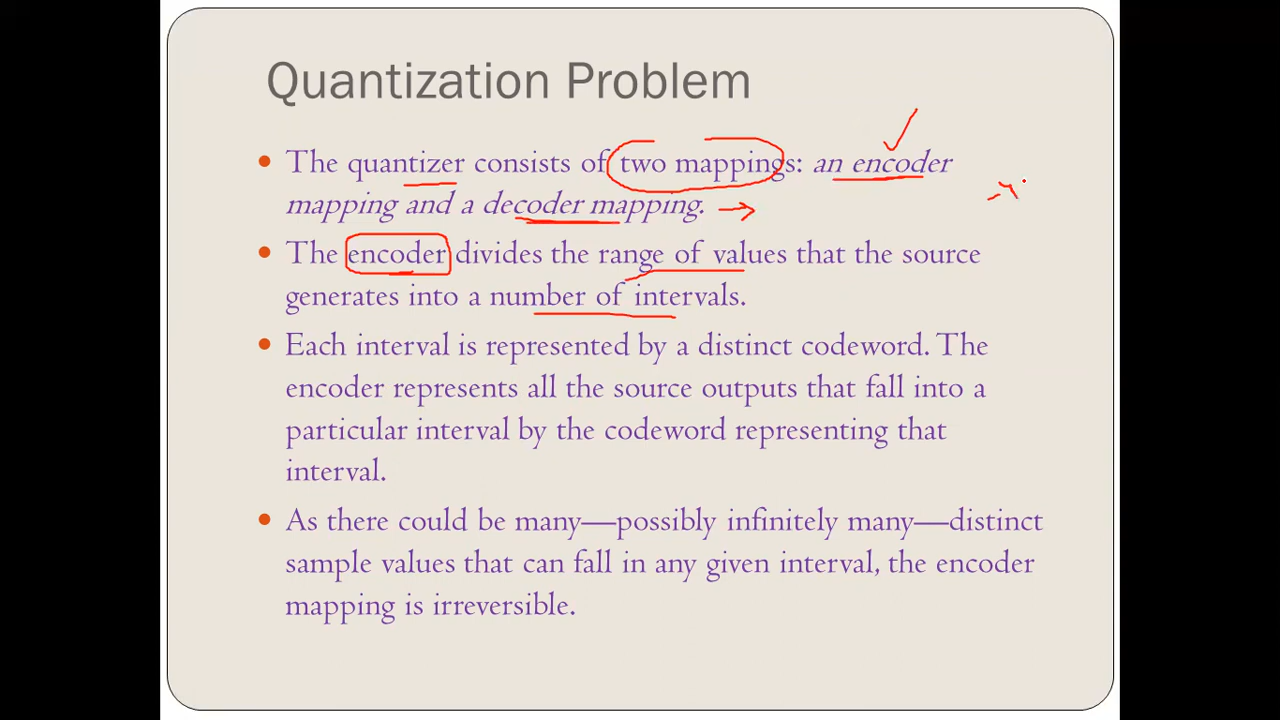 Quantization Problem
• The quantizer consists of two mappings: an encoder
mapping and a decoder mapping.
• The encoder divides the range of values that the source
generates into a number of intervals.
• Each interval is represented by a distinct codeword. The
encoder represents all the source outputs that fall into a
particular interval by the codeword representing that
interval.
• As there could be many—possibly infinitely many—distinct
sample values that can fall in any given interval, the encoder
mapping is irreversible.